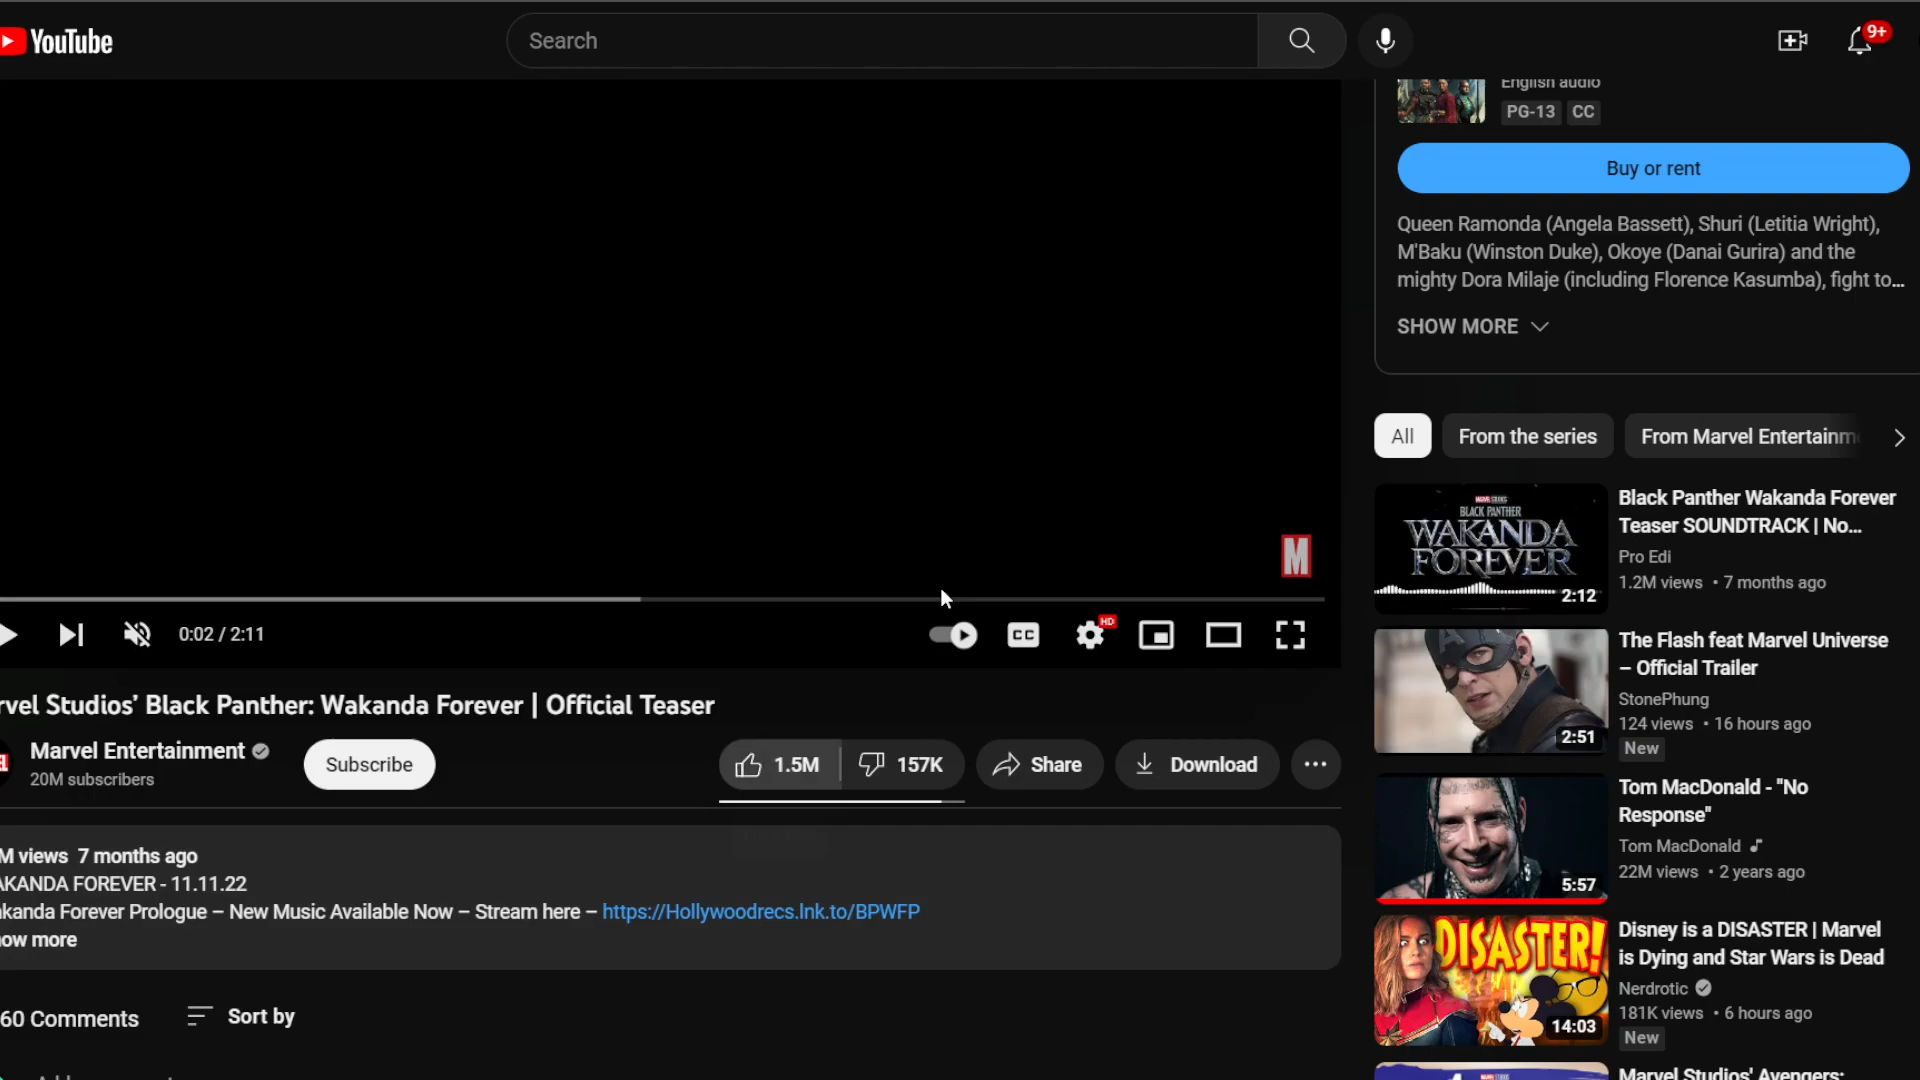 YouTube
Search
9+
English audio
PG-13
CC
Buy or rent
Queen Ramonda (Angela Bassett), Shuri (Letitia Wright),
M'Baku (Winston Duke), Okoye (Danai Gurira) and the
mighty Dora Milaje (including Florence Kasumba), fight to...
SHOW MORE
All
From the series
From Marvel Entertainm
M
0:02 / 2:11
CC
HD
rvel Studios' Black Panther: Wakanda Forever | Official Teaser
Marvel Entertainment
20M subscribers
Subscribe
1.5M
157K
Share
Download
M views 7 months ago
AKANDA FOREVER - 11.11.22
akanda Forever Prologue – New Music Available Now – Stream here – https://Hollywoodrecs.lnk.to/BPWFP
ow more
60 Comments
Sort by
MARVEL STUDIOS
BLACK PANTHER
WAKANDA
FOREVER
2:12
Black Panther Wakanda Forever
Teaser SOUNDTRACK | No...
Pro Edi
1.2M views • 7 months ago
2:51
The Flash feat Marvel Universe
– Official Trailer
StonePhung
124 views • 16 hours ago
New
5:57
Tom MacDonald - "No
Response"
Tom MacDonald
22M views • 2 years ago
DISASTER!
14:03
Disney is a DISASTER | Marvel
is Dying and Star Wars is Dead
Nerdrotic
181K views • 6 hours ago
New
Marvel Studios' Avengers: